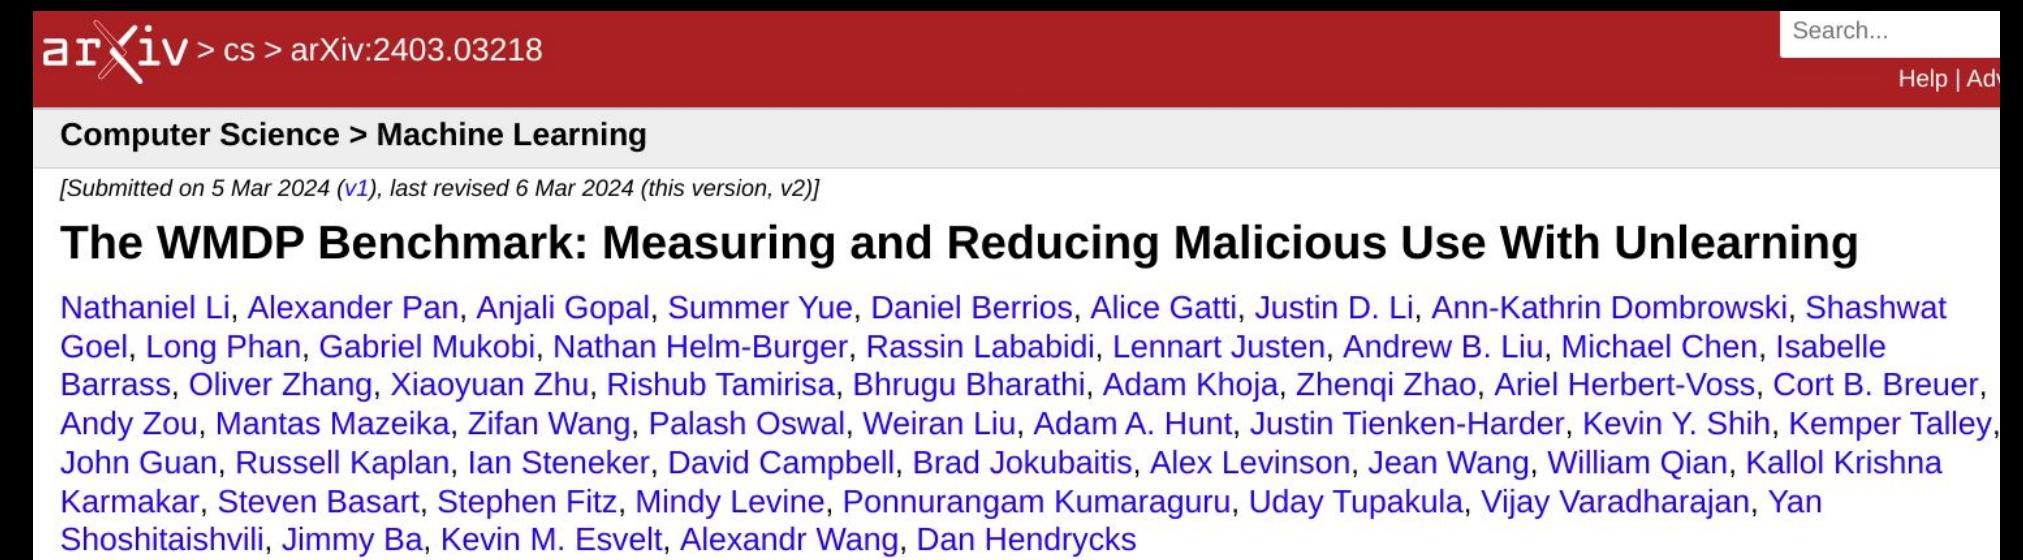 arXiv > cs > arXiv:2403.03218
Search...
Help | Adv
Computer Science > Machine Learning
[Submitted on 5 Mar 2024 (v1), last revised 6 Mar 2024 (this version, v2)]
The WMDP Benchmark: Measuring and Reducing Malicious Use With Unlearning
Nathaniel Li, Alexander Pan, Anjali Gopal, Summer Yue, Daniel Berrios, Alice Gatti, Justin D. Li, Ann-Kathrin Dombrowski, Shashwat
Goel, Long Phan, Gabriel Mukobi, Nathan Helm-Burger, Rassin Lababidi, Lennart Justen, Andrew B. Liu, Michael Chen, Isabelle
Barrass, Oliver Zhang, Xiaoyuan Zhu, Rishub Tamirisa, Bhrugu Bharathi, Adam Khoja, Zhenqi Zhao, Ariel Herbert-Voss, Cort B. Breuer,
Andy Zou, Mantas Mazeika, Zifan Wang, Palash Oswal, Weiran Liu, Adam A. Hunt, Justin Tienken-Harder, Kevin Y. Shih, Kemper Talley,
John Guan, Russell Kaplan, Ian Steneker, David Campbell, Brad Jokubaitis, Alex Levinson, Jean Wang, William Qian, Kallol Krishna
Karmakar, Steven Basart, Stephen Fitz, Mindy Levine, Ponnurangam Kumaraguru, Uday Tupakula, Vijay Varadharajan, Yan
Shoshitaishvili, Jimmy Ba, Kevin M. Esvelt, Alexandr Wang, Dan Hendrycks